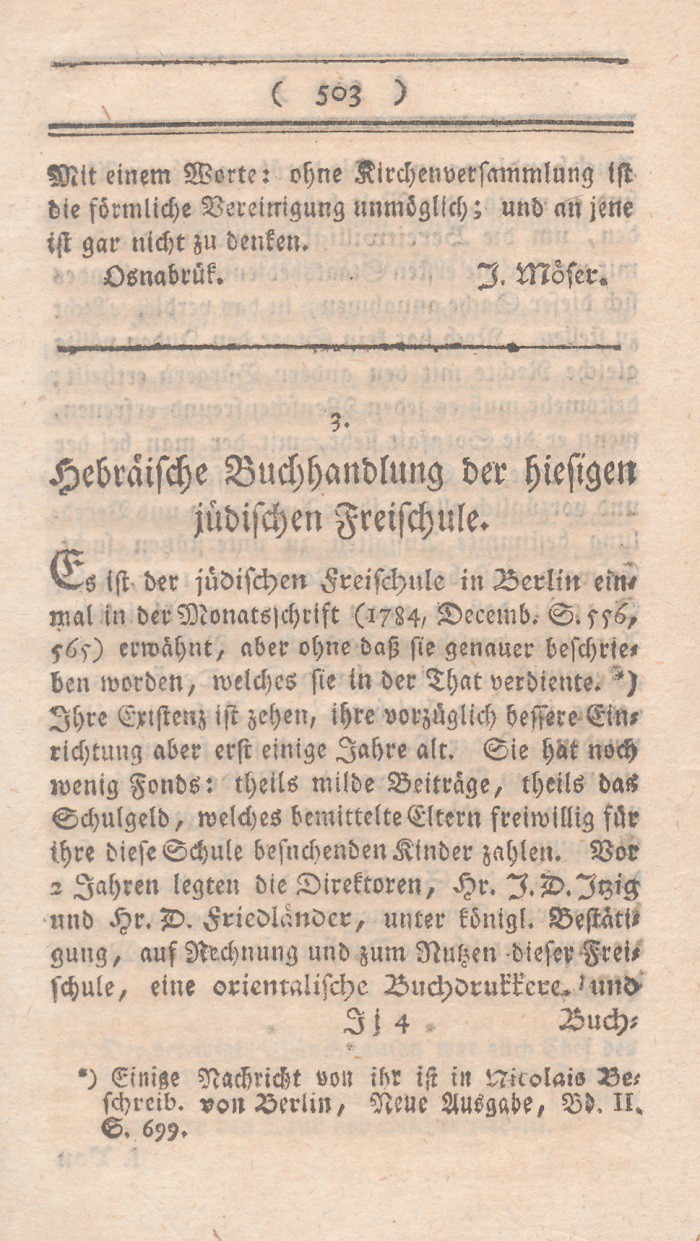 ( 503 )
Mit einem Worte: ohne Kirchenversammlung ist
die förmliche Vereinigung unmöglich; und an jene
ist gar nicht zu denken.
Osnabrük. J. Möser.
3.
Hebräische Buchhandlung der hiesigen
jüdischen Freischule.
Es ist der jüdischen Freischule in Berlin ein-
mal in der Monatsschrift (1784, Decemb. S. 556,
565) erwähnt, aber ohne daß sie genauer beschrie-
ben worden, welches sie in der That verdiente. *)
Ihre Existenz ist zehen, ihre vorzüglich bessere Ein-
richtung aber erst einige Jahre alt. Sie hat noch
wenig Fonds: theils milde Beiträge, theils das
Schulgeld, welches bemittelte Eltern freiwillig für
ihre diese Schule besuchenden Kinder zahlen. Vor
2 Jahren legten die Direktoren, Hr. J. D. Itzig
und Hr. D. Friedländer, unter königl. Bestäti-
gung, auf Rechnung und zum Nutzen dieser Frei-
schule, eine orientalische Buchdrukkere, und
Ii 4 Buch-
*) Einige Nachricht von ihr ist in Nicolais Be-
schreib. von Berlin, Neue Ausgabe, Bd. II.
S. 699.